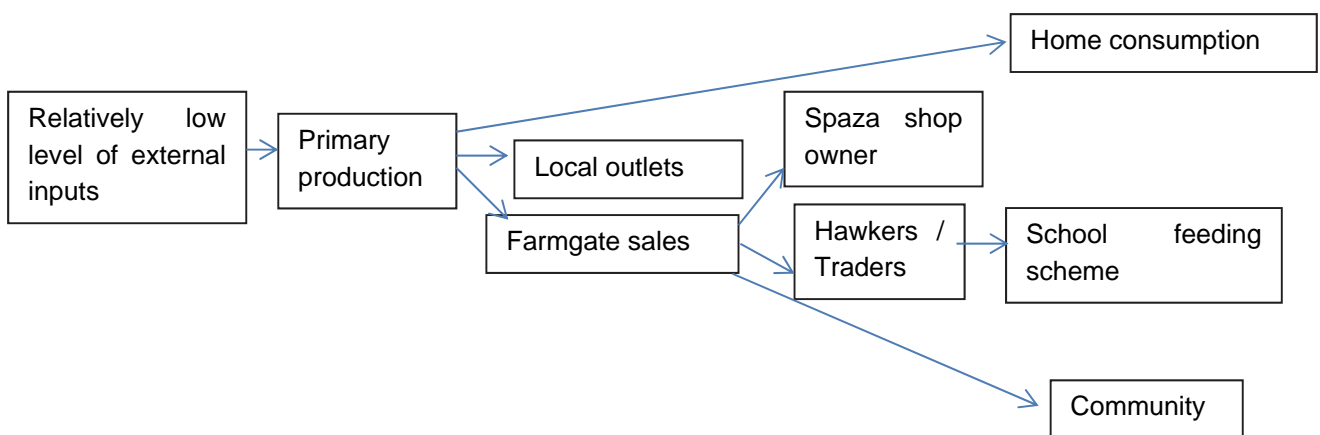 Home consumption
Relatively low
level of external
inputs
Primary
production
Local outlets
Spaza shop
owner
Farmgate sales
Hawkers /
Traders
School feeding
scheme
Community